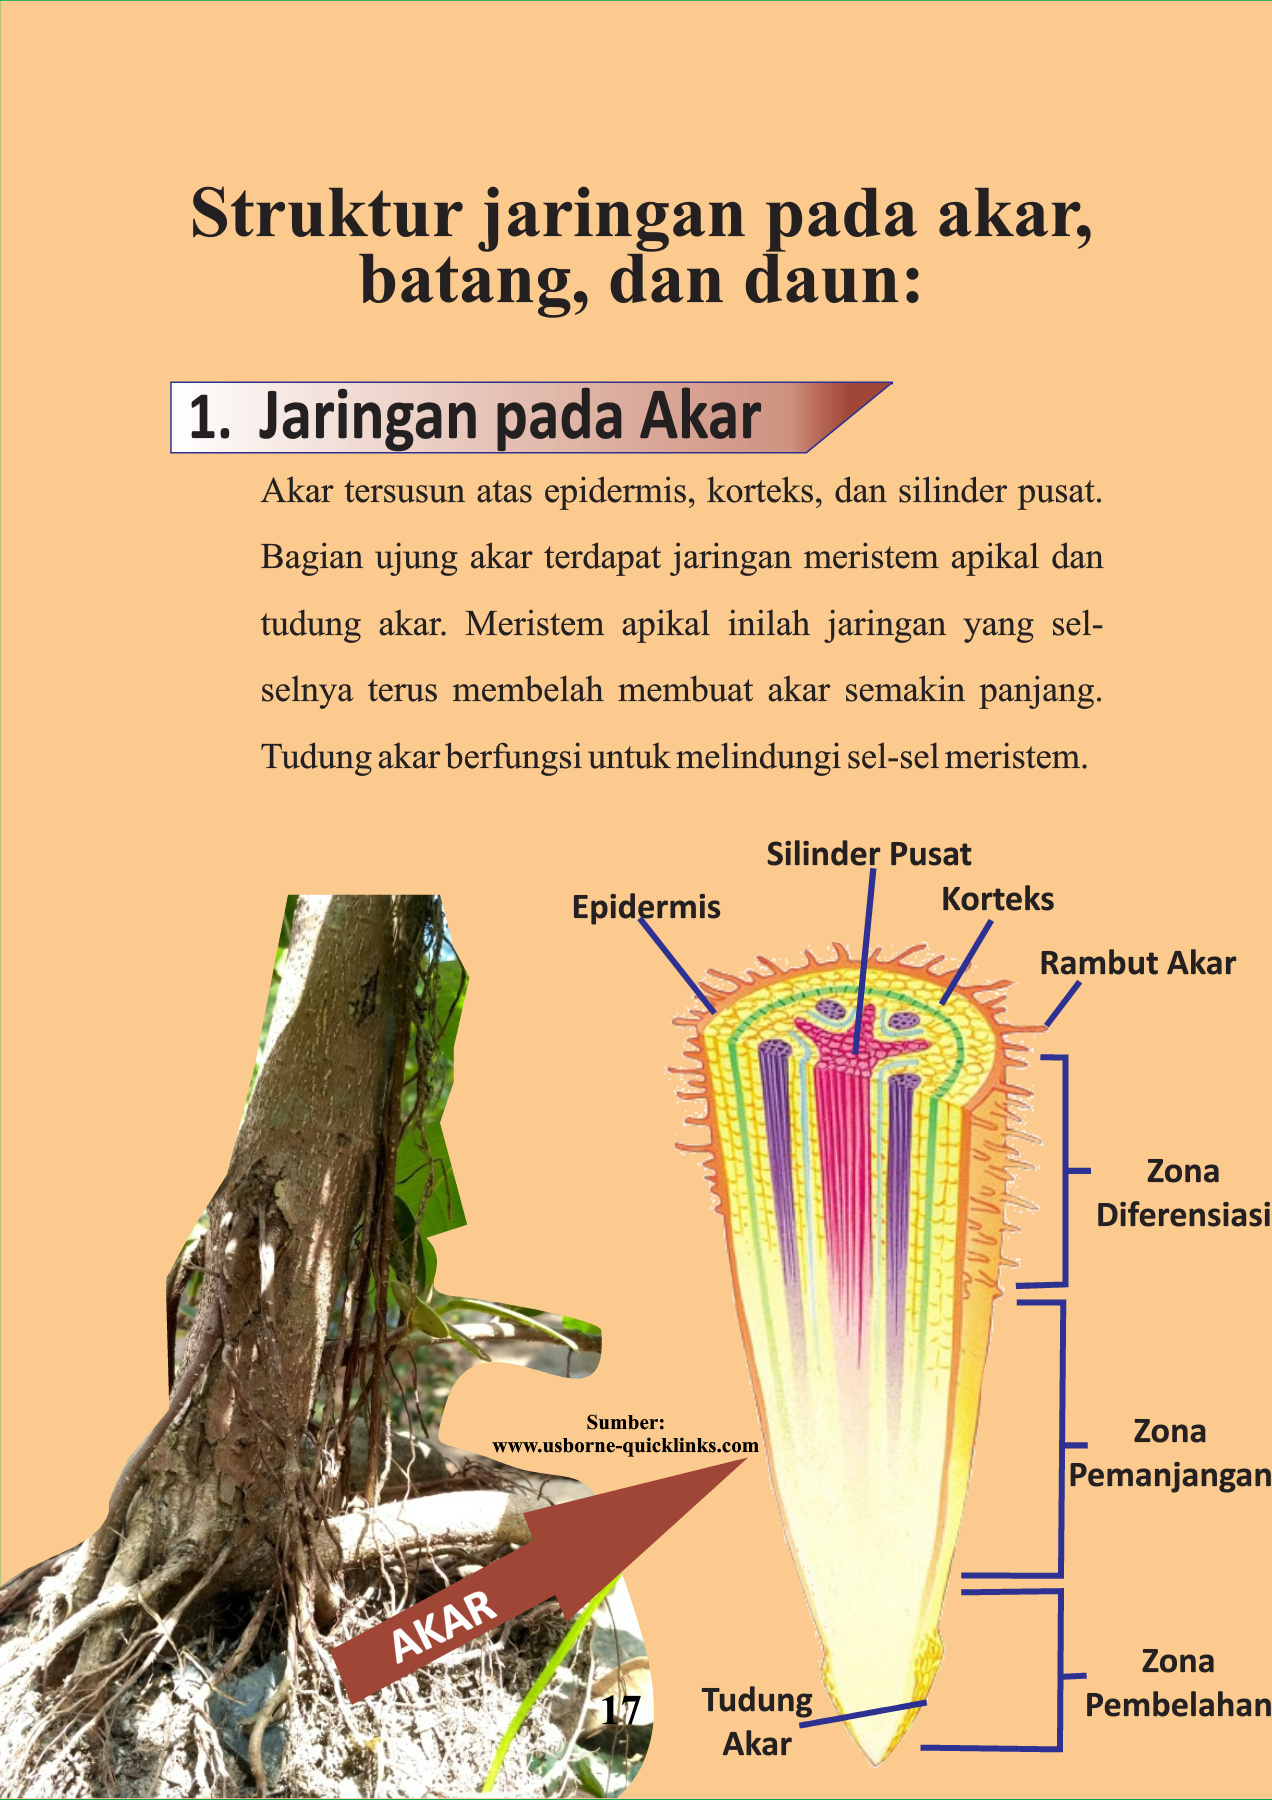 Struktur jaringan pada akar,
batang, dan daun:
1. Jaringan pada Akar
Akar tersusun atas epidermis, korteks, dan silinder pusat.
Bagian ujung akar terdapat jaringan meristem apikal dan
tudung akar. Meristem apikal inilah jaringan yang sel-
selnya terus membelah membuat akar semakin panjang.
Tudung akar berfungsi untuk melindungi sel-sel meristem.
Silinder Pusat
Epidermis
Korteks
Rambut Akar
Zona
Diferensiasi
Sumber:
www.usborne-quicklinks.com
Zona
Pemanjangan
AKAR
Zona
Pembelahan
Tudung
Akar
17